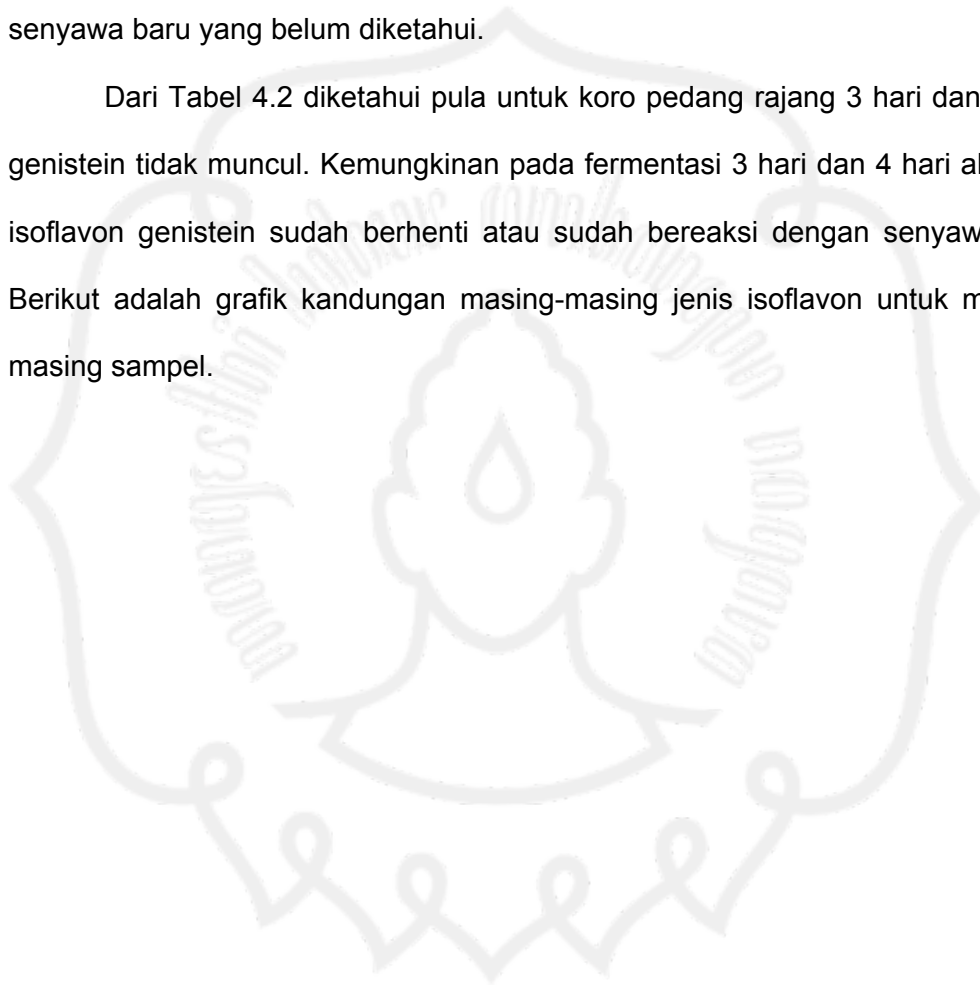 senyawa baru yang belum diketahui.
Dari Tabel 4.2 diketahui pula untuk koro pedang rajang 3 hari dan
genistein tidak muncul. Kemungkinan pada fermentasi 3 hari dan 4 hari
isoflavon genistein sudah berhenti atau sudah bereaksi dengan
Berikut adalah grafik kandungan masing-masing jenis isoflavon untuk
masing sampel.